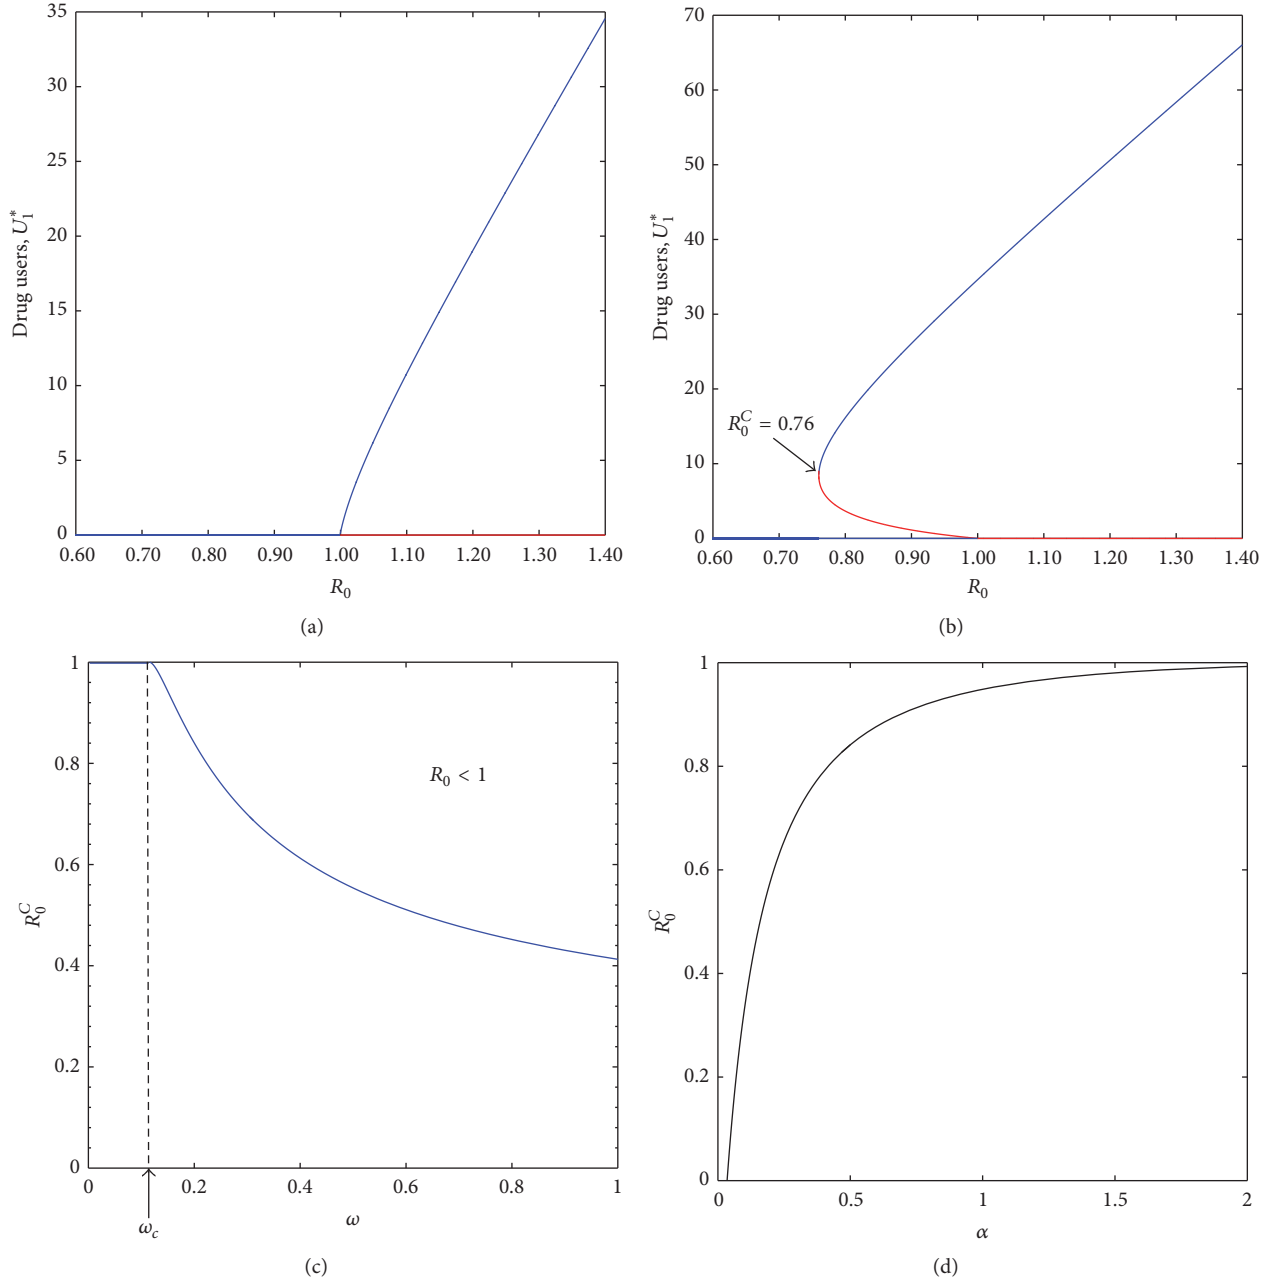 35
30
25
20
15
10
5
0
Drug users, U₁*
0.60 0.70 0.80 0.90 1.00 1.10 1.20 1.30 1.40
R₀
(a)
70
60
50
40
30
20
10
0
Drug users, U₁*
R₀ᶜ = 0.76
0.60 0.70 0.80 0.90 1.00 1.10 1.20 1.30 1.40
R₀
(b)
1
0.8
0.6
0.4
0.2
0
R₀ᶜ
R₀ < 1
0 0.2 0.4 0.6 0.8 1
ω_c
ω
(c)
1
0.8
0.6
0.4
0.2
0
R₀ᶜ
0 0.5 1 1.5 2
α
(d)